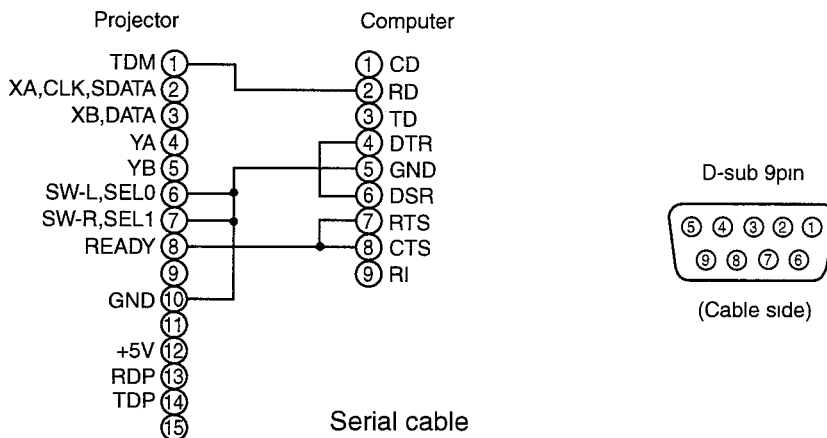 Projector
Computer
TDM 1
1 CD
XA,CLK,SDATA 2
2 RD
XB,DATA 3
3 TD
YA 4
4 DTR
YB 5
5 GND
SW-L,SEL0 6
6 DSR
SW-R,SEL1 7
7 RTS
READY 8
8 CTS
9
9 RI
GND 10
11
+5V 12
RDP 13
TDP 14
15
Serial cable
D-sub 9pin
5 4 3 2 1
9 8 7 6
(Cable side)